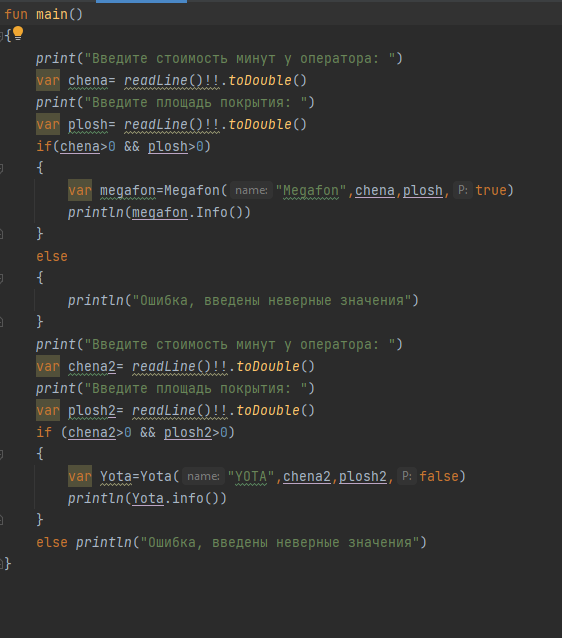 fun main()
{
print("Введите стоимость минут у оператора: ")
var chena= readLine()!!.toDouble()
print("Введите площадь покрытия: ")
var plosh= readLine()!!.toDouble()
if(chena>0 && plosh>0)
{
var megafon=Megafon( name: "Megafon",chena,plosh, P: true)
println(megafon.Info())
}
else
{
println("Ошибка, введены неверные значения")
}
print("Введите стоимость минут у оператора: ")
var chena2= readLine()!!.toDouble()
print("Введите площадь покрытия: ")
var plosh2= readLine()!!.toDouble()
if (chena2>0 && plosh2>0)
{
var Yota=Yota( name: "YOTA",chena2,plosh2, P: false)
println(Yota.info())
}
else println("Ошибка, введены неверные значения")
}